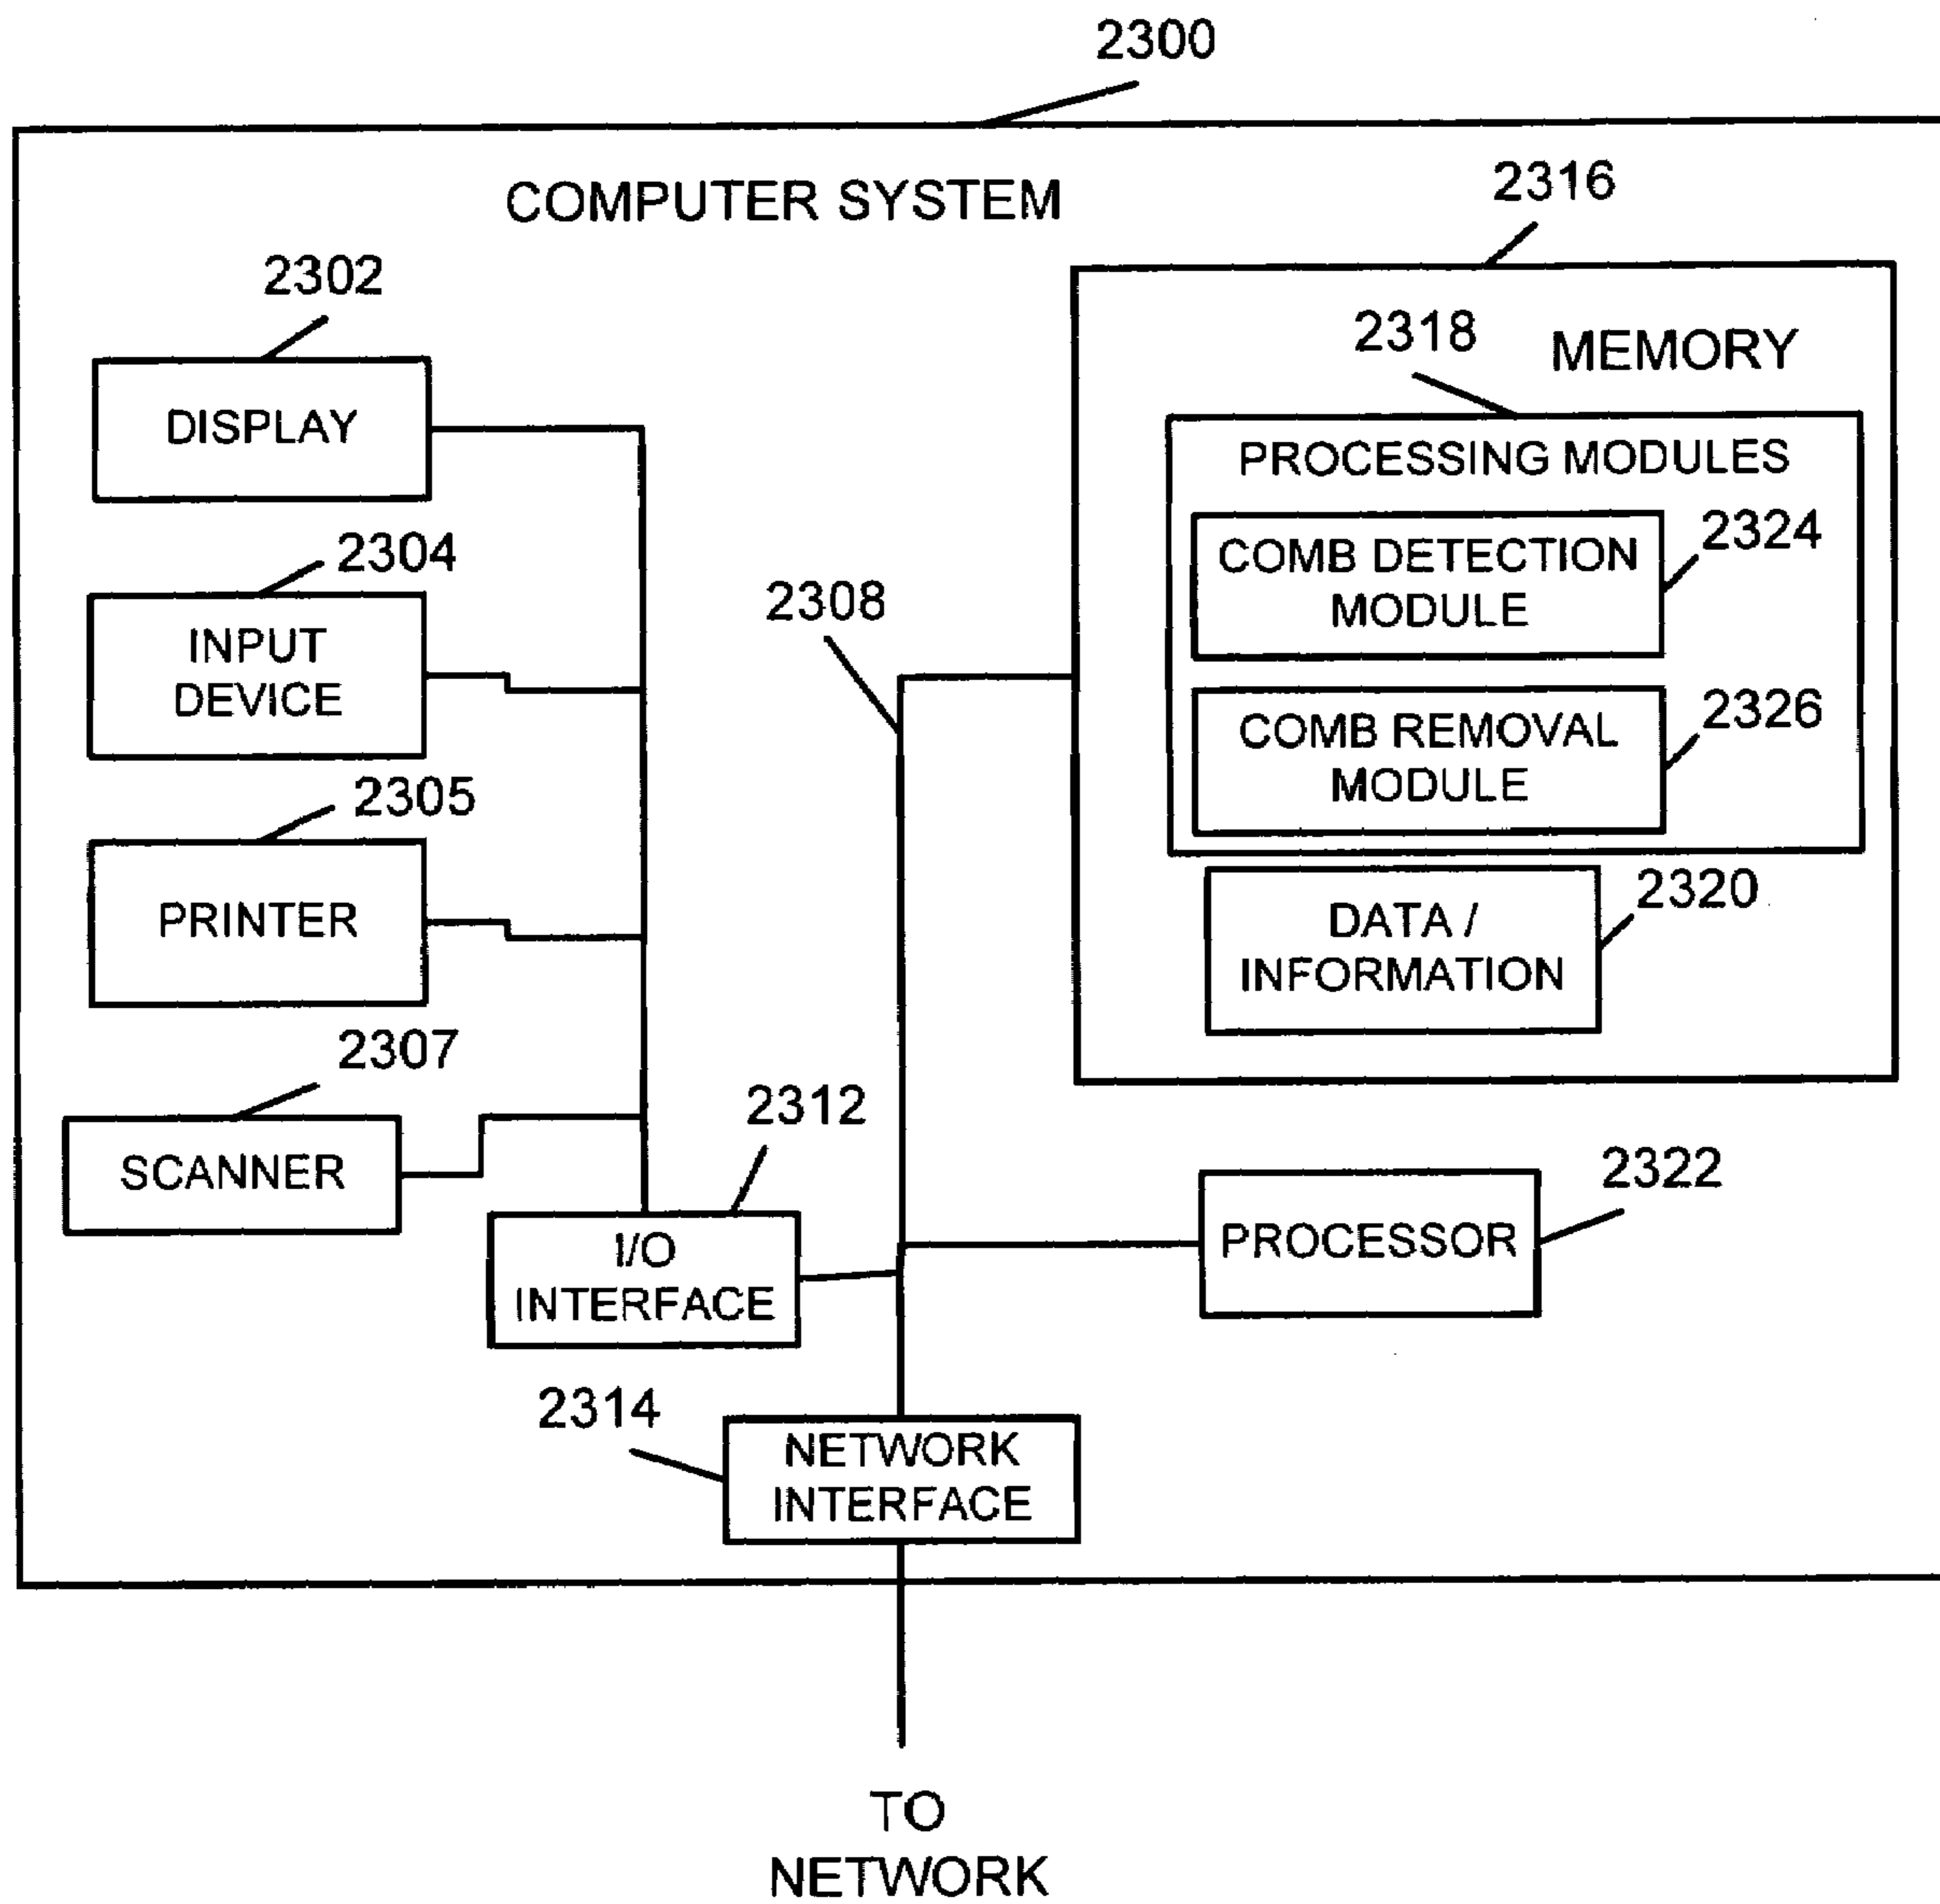 2300
COMPUTER SYSTEM
2316
2302
2318
MEMORY
DISPLAY
PROCESSING MODULES
2304
COMB DETECTION
MODULE
2324
INPUT
DEVICE
2308
COMB REMOVAL
MODULE
2326
2305
PRINTER
DATA /
INFORMATION
2320
2307
SCANNER
2312
I/O
INTERFACE
2322
PROCESSOR
2314
NETWORK
INTERFACE
TO
NETWORK